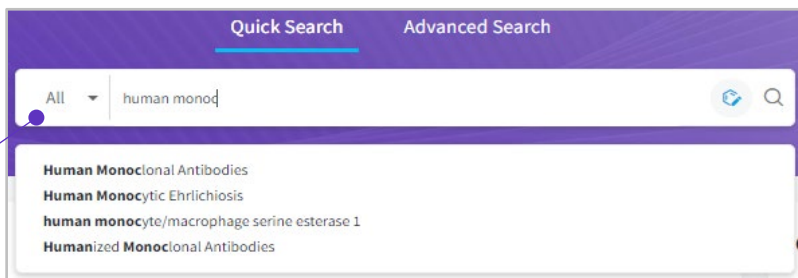 Quick Search Advanced Search
All human monoc
Human Monoclonal Antibodies
Human Monocytic Ehrlichiosis
human monocyte/macrophage serine esterase 1
Humanized Monoclonal Antibodies